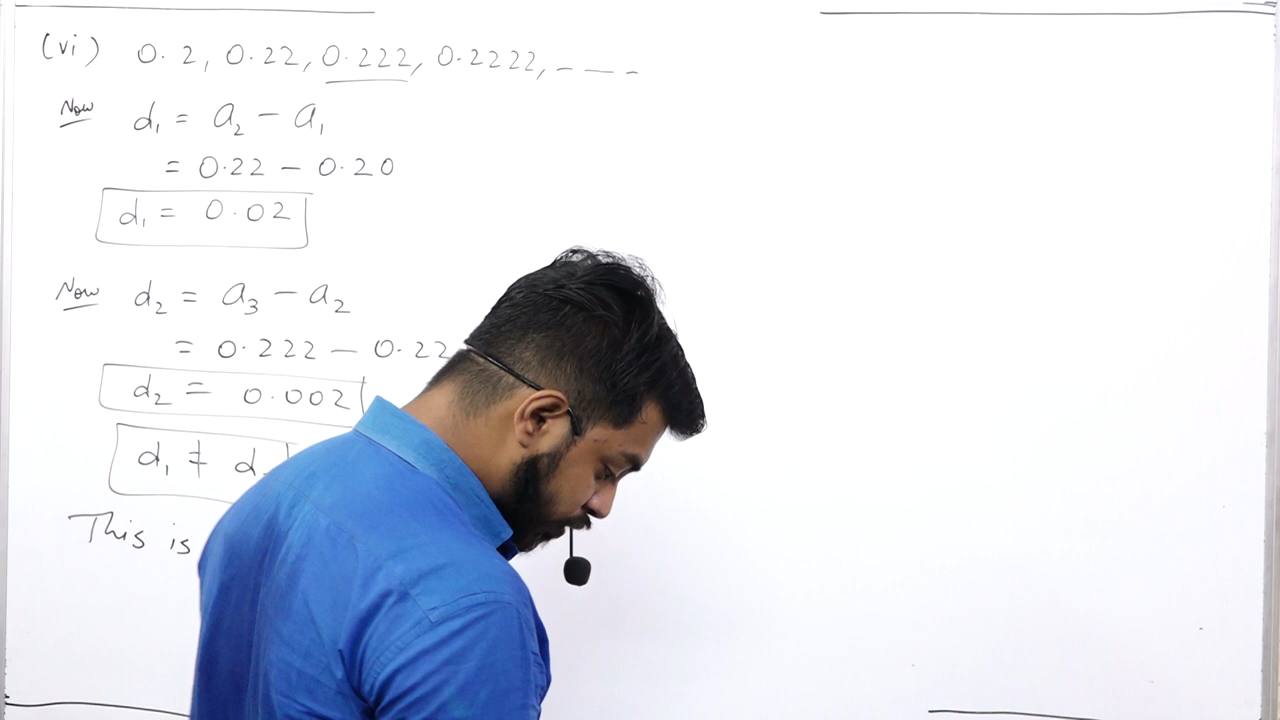 (vi) 0.2, 0.22, 0.222, 0.2222, - - - -
Now d₁ = a₂ - a₁
= 0.22 - 0.20
d₁ = 0.02
Now d₂ = a₃ - a₂
= 0.222 - 0.22
d₂ = 0.002
d₁ ≠ d
This is